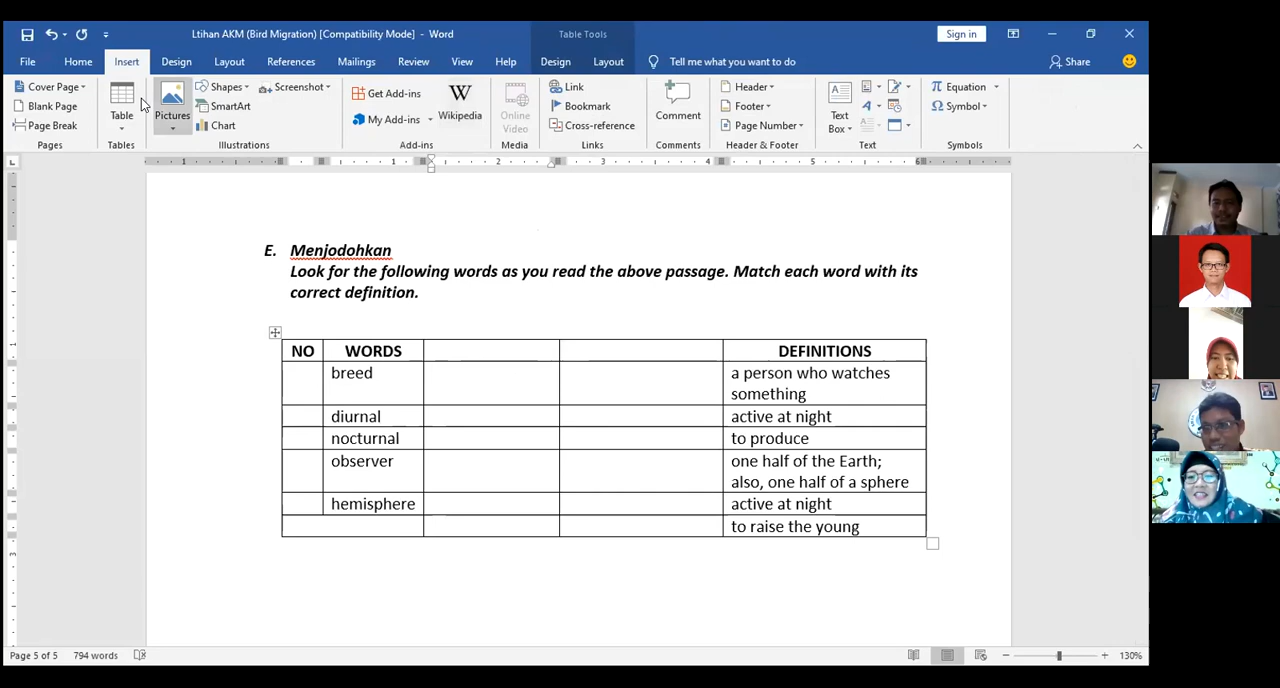 Ltihan AKM (Bird Migration) [Compatibility Mode] - Word
Table Tools
Sign in
File Home Insert Design Layout References Mailings Review View Help Design Layout Tell me what you want to do Share
Cover Page
Blank Page
Page Break
Pages
Table
Tables
Pictures
Shapes
SmartArt
Chart
Screenshot
Illustrations
Get Add-ins
My Add-ins
W
Wikipedia
Add-ins
Online
Video
Media
Link
Bookmark
Cross-reference
Links
Comment
Comments
Header
Footer
Page Number
Header & Footer
Text
Box
Text
Equation
Symbol
Symbols
1 1 2 3 4 5 6
E. Menjodohkan
Look for the following words as you read the above passage. Match each word with its
correct definition.
NO WORDS DEFINITIONS
breed a person who watches
something
diurnal active at night
nocturnal to produce
observer one half of the Earth;
also, one half of a sphere
hemisphere active at night
to raise the young
Page 5 of 5 794 words 130%